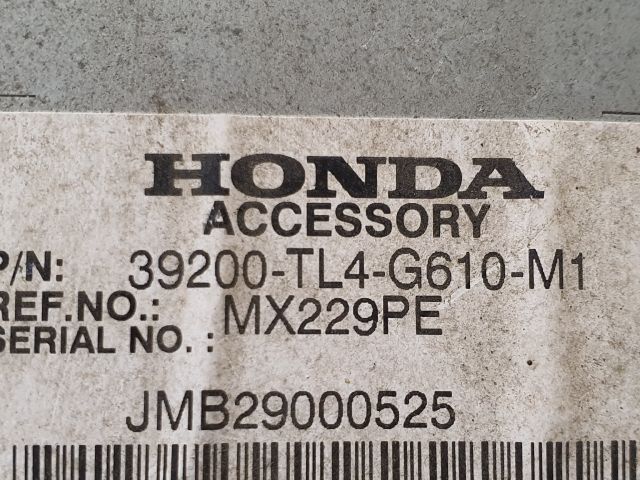 HONDA
ACCESSORY
P/N: 39200-TL4-G610-M1
REF.NO.: MX229PE
SERIAL NO. :
JMB29000525